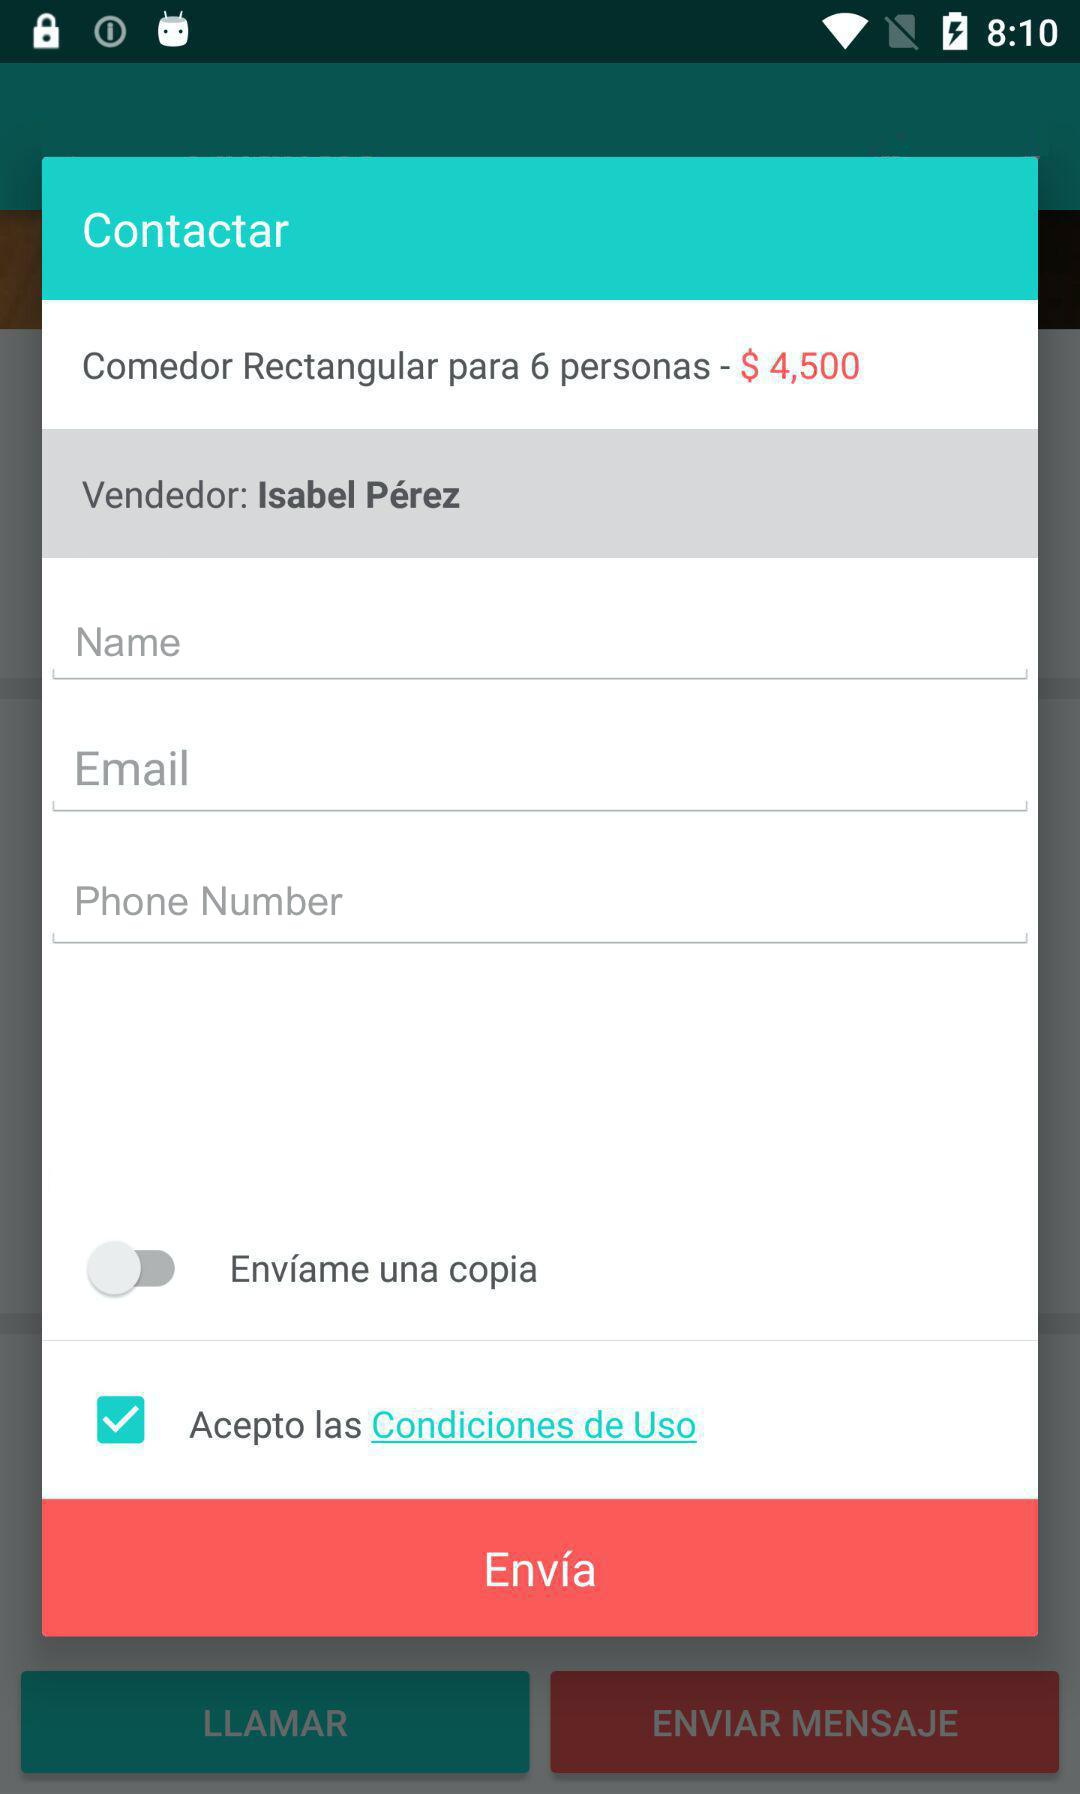 8:10
Contactar
Comedor Rectangular para 6 personas - $ 4,500
Vendedor: Isabel Pérez
Name
Email
Phone Number
Envíame una copia
Acepto las Condiciones de Uso
Envía
LLAMAR
ENVIAR MENSAJE